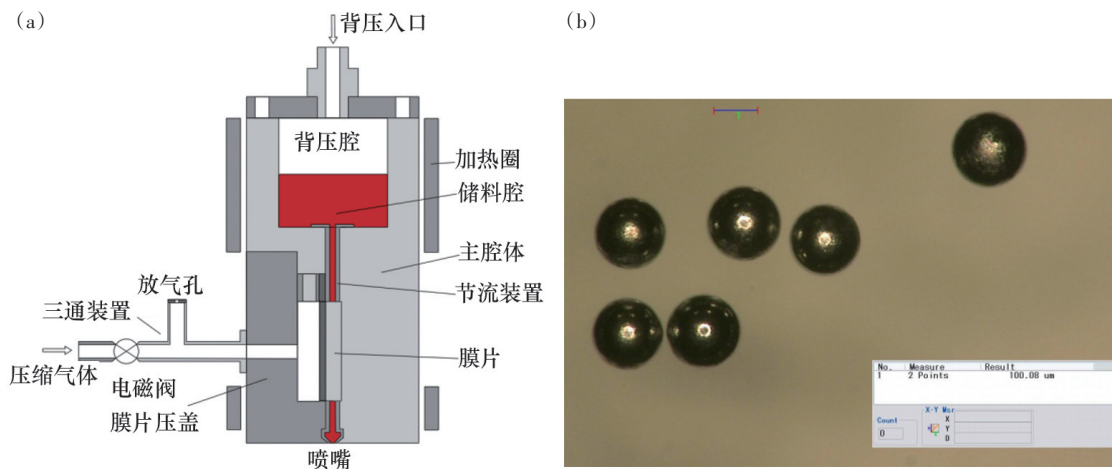 (a)
背压入口
背压腔
加热圈
储料腔
主腔体
放气孔
节流装置
三通装置
膜片
压缩气体
电磁阀
膜片压盖
喷嘴
(b)
1
No. Measure Result
1 2 Points 100.08 um
X-Y Msr
Count
X
0
Y
D